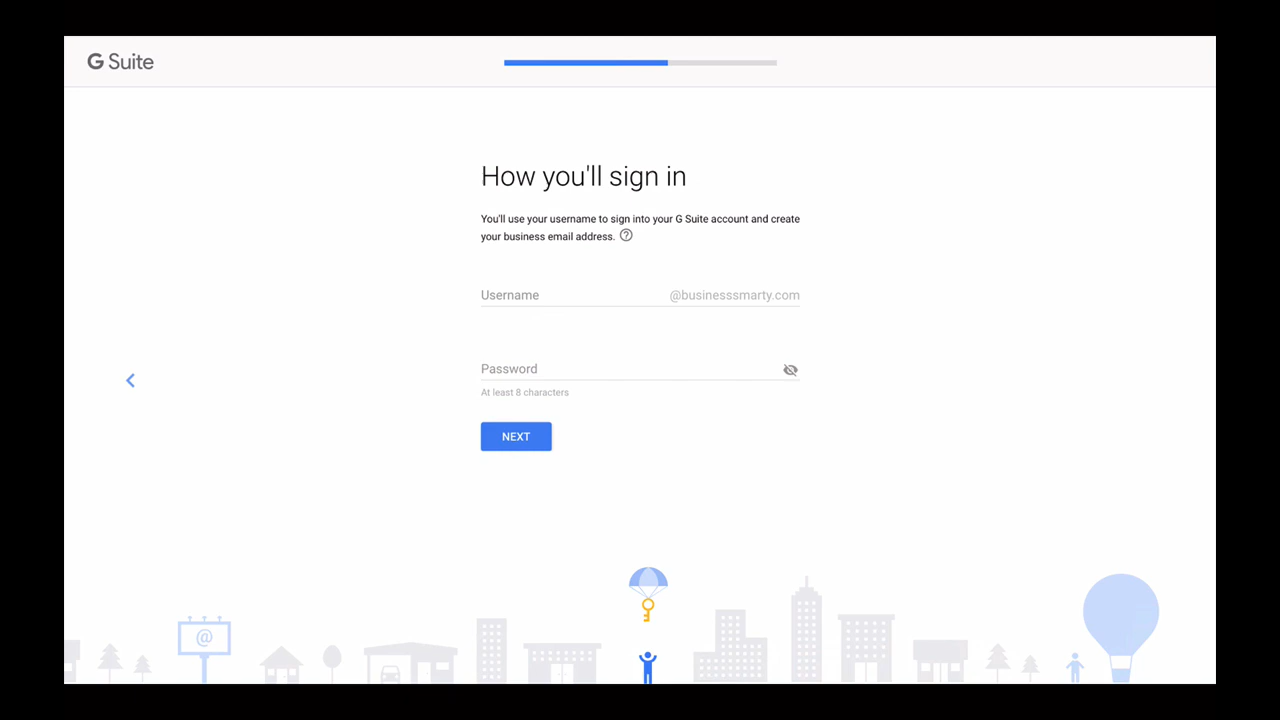 G Suite
How you'll sign in
You'll use your username to sign into your G Suite account and create
your business email address. ?
Username @businesssmarty.com
Password
At least 8 characters
NEXT
@